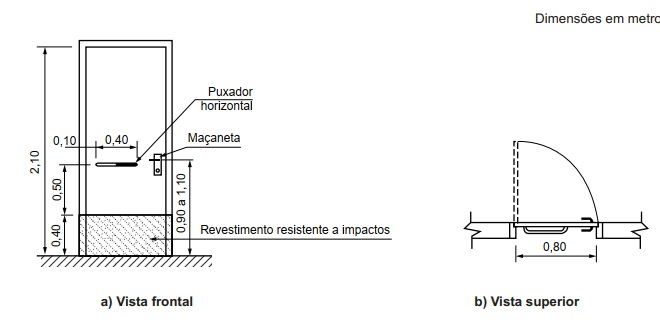 Dimensões em metro
Puxador
horizontal
0,10
0,40
Maçaneta
2,10
0,50
0,90 a 1,10
0,40
Revestimento resistente a impactos
0,80
a) Vista frontal
b) Vista superior